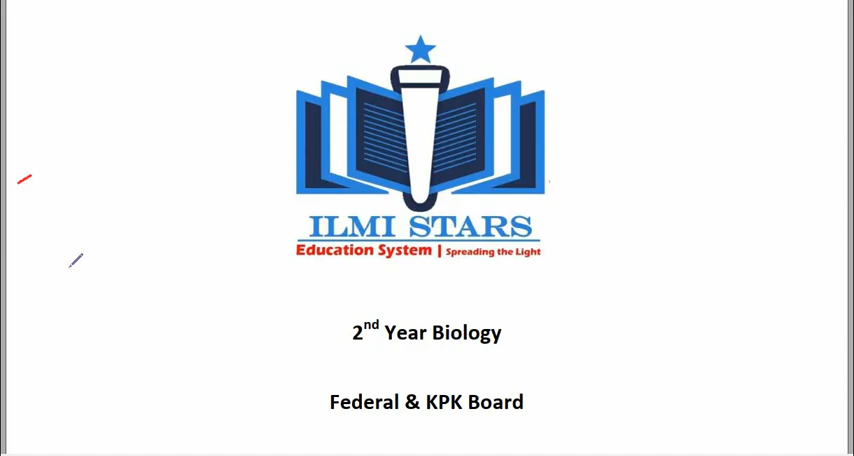 ILMI STARS
Education System | Spreading the Light
2nd Year Biology
Federal & KPK Board